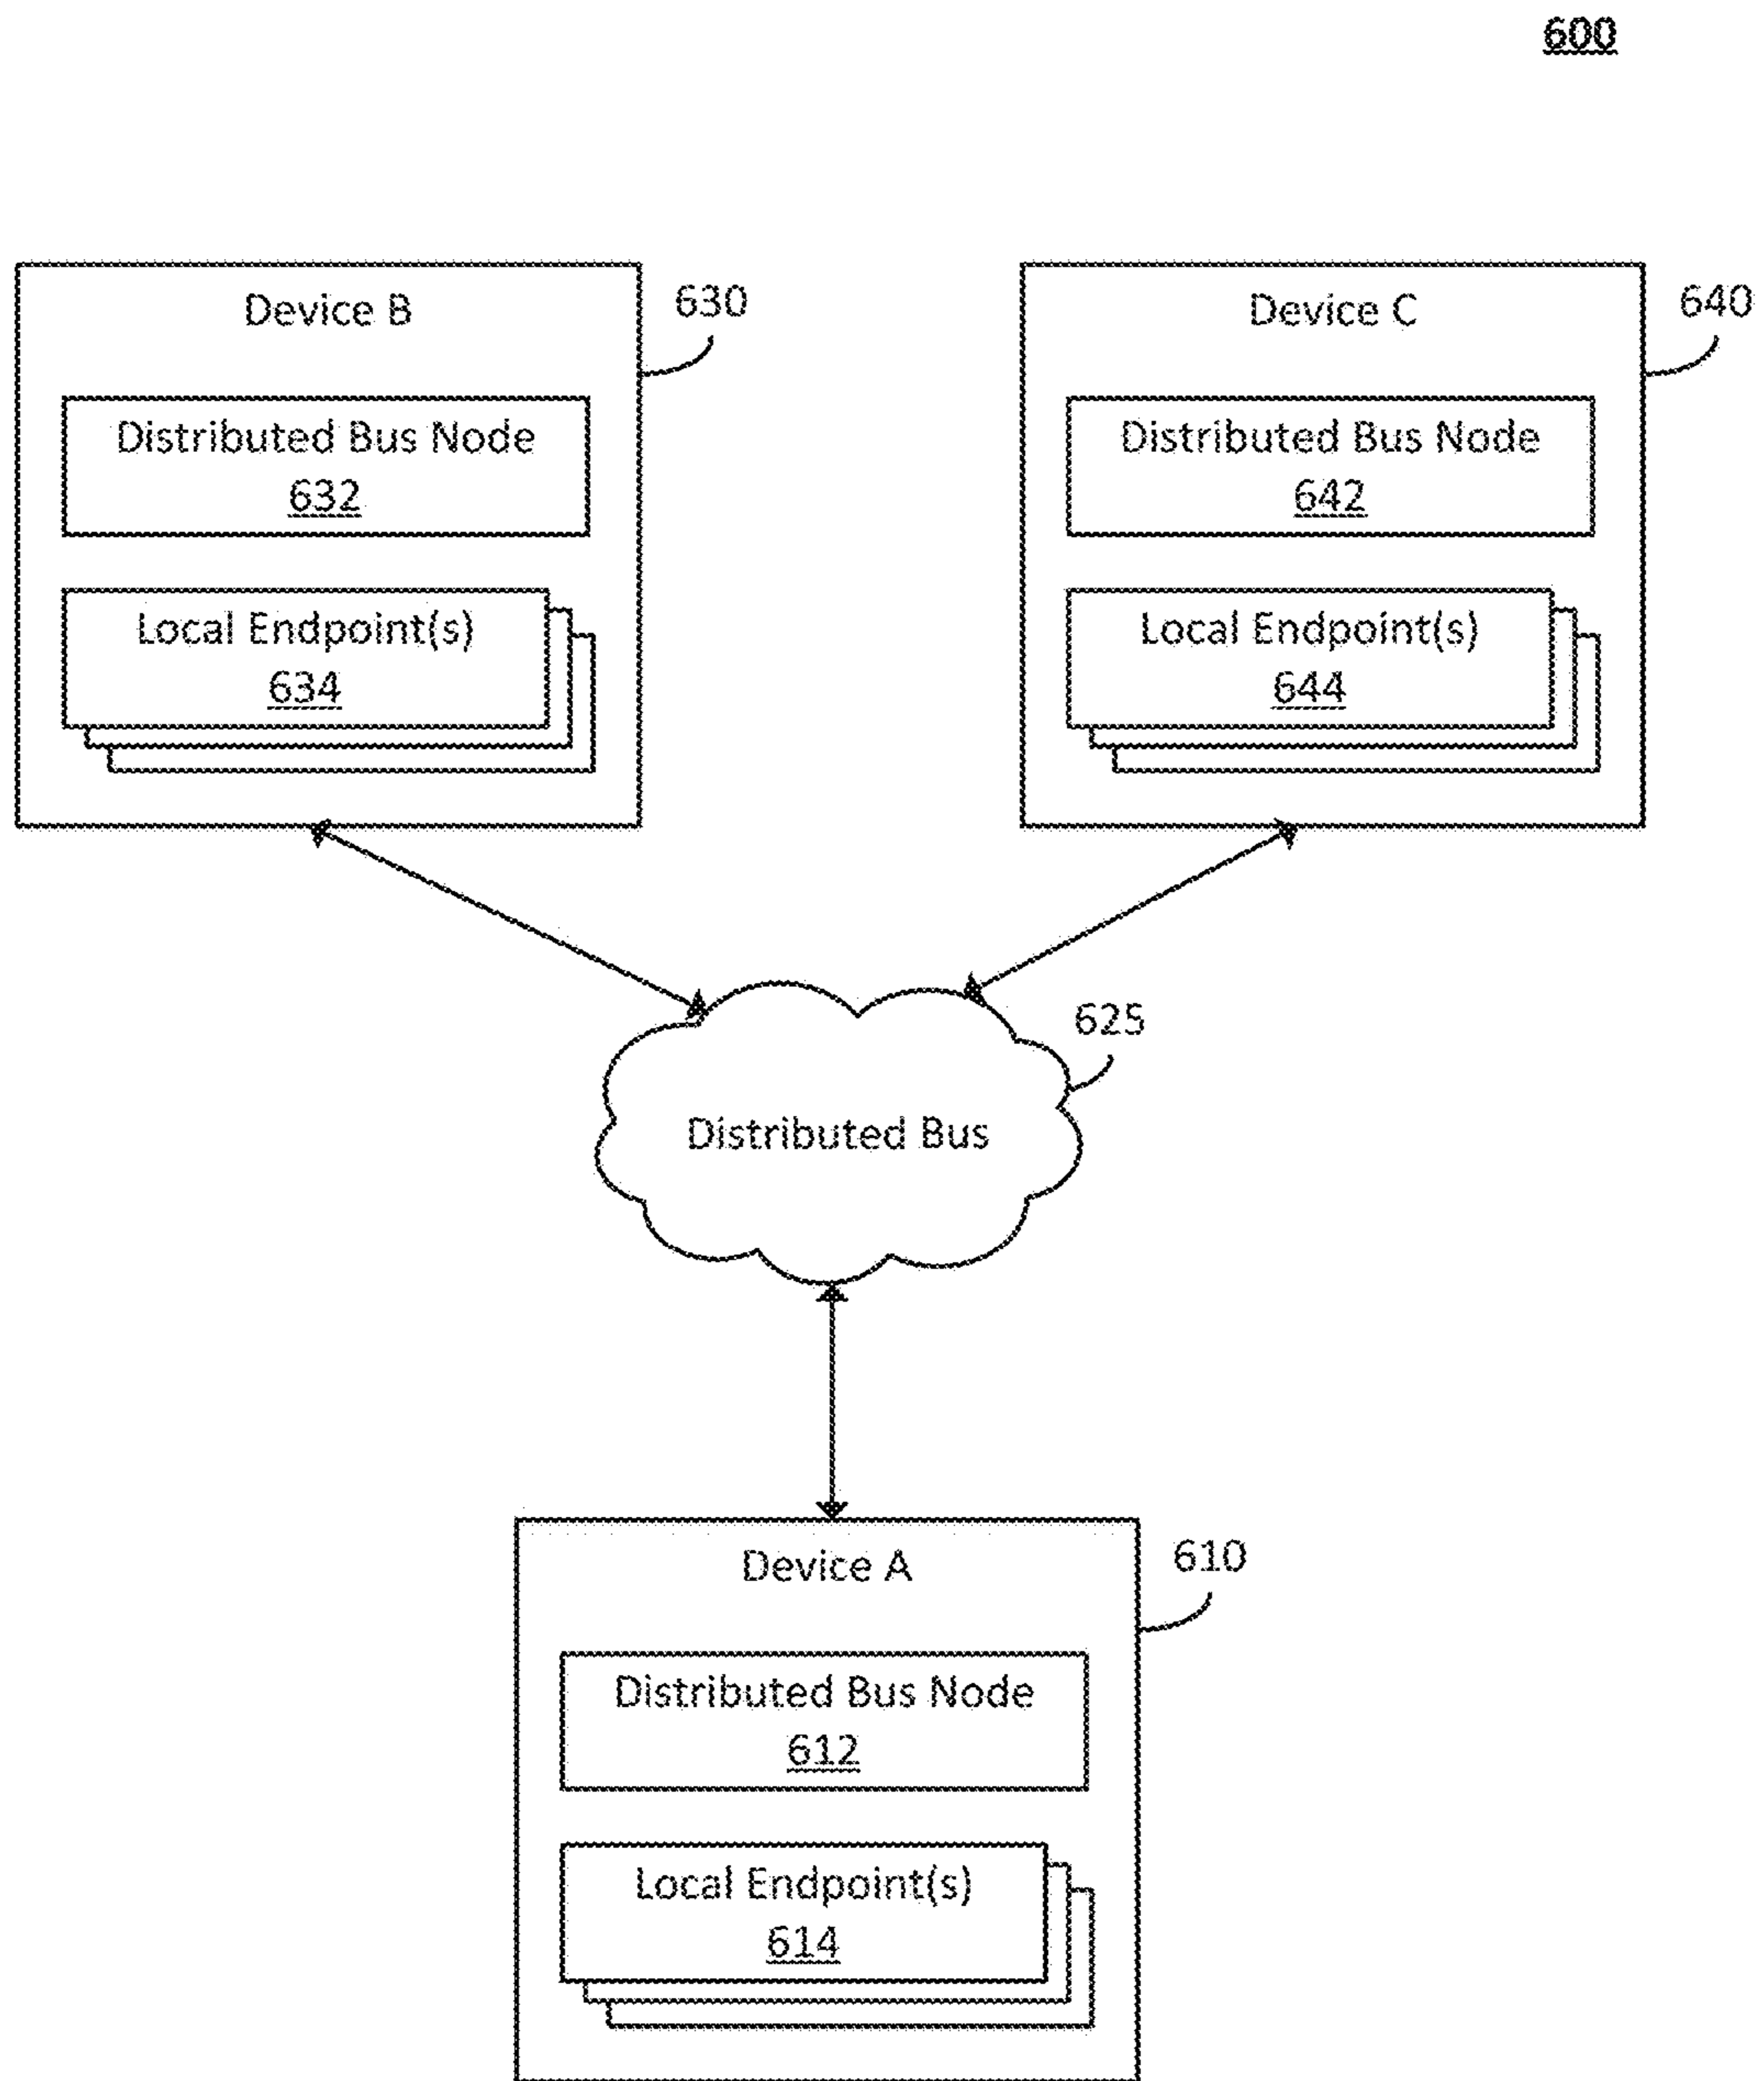 600
Device B
630
Distributed Bus Node
632
Local Endpoint(s)
634
Device C
640
Distributed Bus Node
642
Local Endpoint(s)
644
625
Distributed Bus
Device A
610
Distributed Bus Node
612
Local Endpoint(s)
614